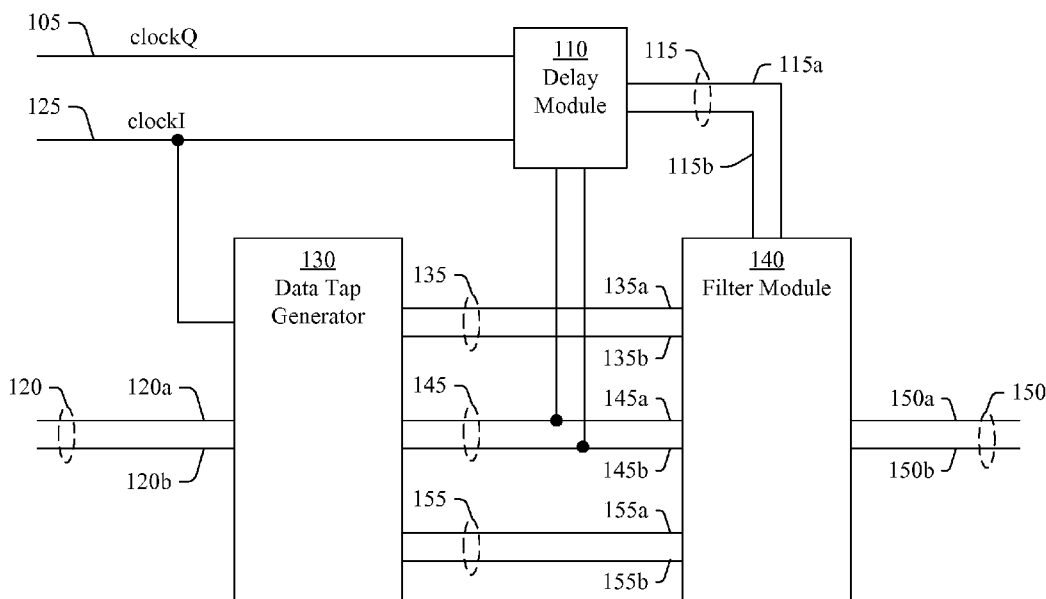 105
clockQ
110
Delay
Module
115
115a
125
clockI
115b
130
Data Tap
Generator
135
135a
140
Filter Module
135b
120
120a
145
145a
150a
150
120b
145b
150b
155
155a
155b